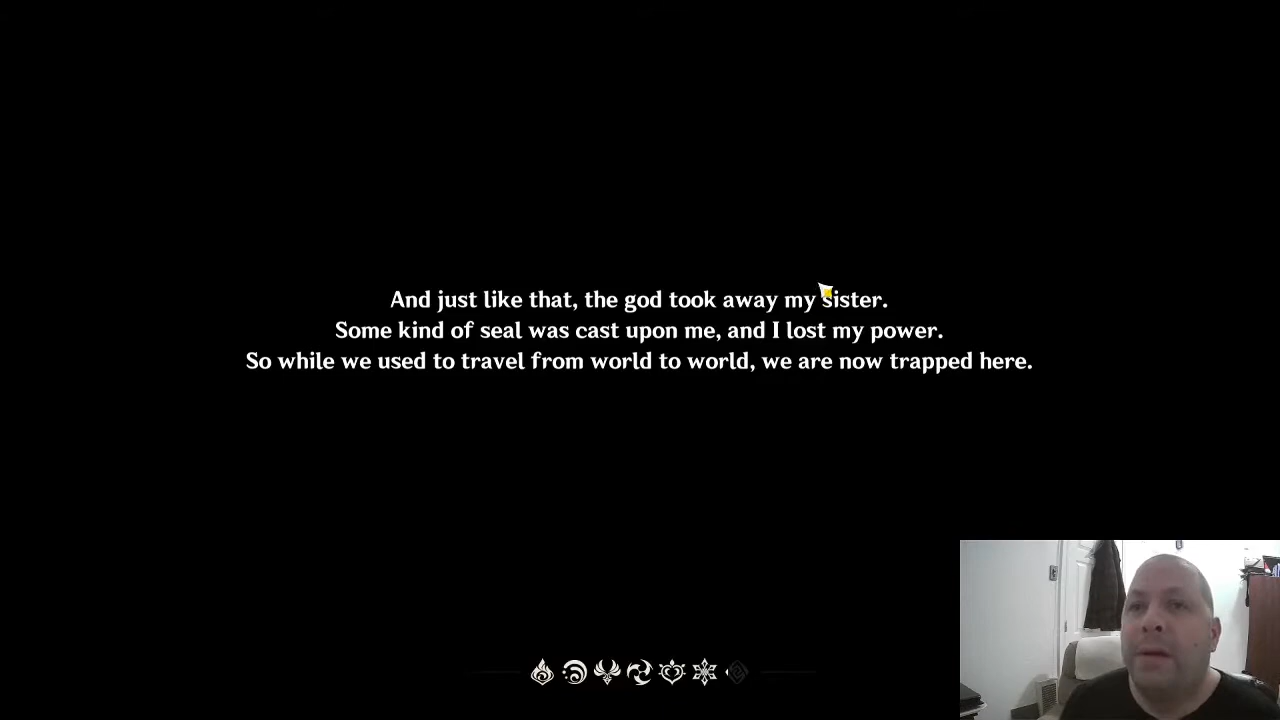 And just like that, the god took away my sister.
Some kind of seal was cast upon me, and I lost my power.
So while we used to travel from world to world, we are now trapped here.